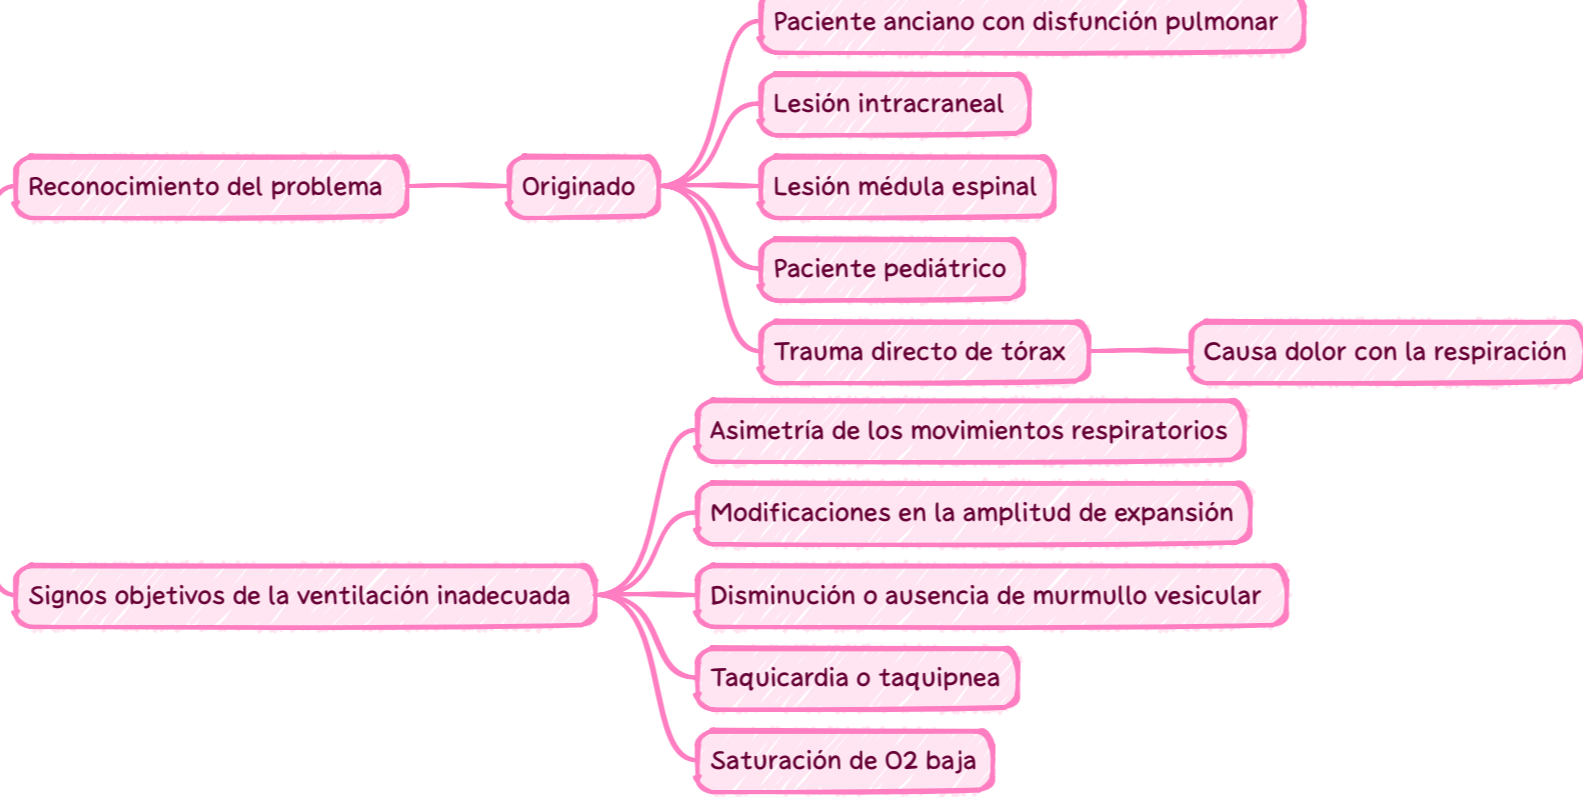 Paciente anciano con disfunción pulmonar
Lesión intracraneal
Reconocimiento del problema
Originado
Lesión médula espinal
Paciente pediátrico
Trauma directo de tórax
Causa dolor con la respiración
Asimetría de los movimientos respiratorios
Modificaciones en la amplitud de expansión
Signos objetivos de la ventilación inadecuada
Disminución o ausencia de murmullo vesicular
Taquicardia o taquipnea
Saturación de O2 baja